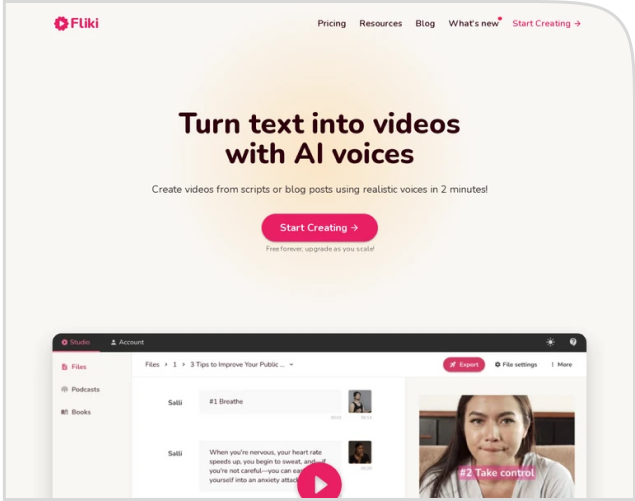 Fliki
Pricing Resources Blog What's new Start Creating →
Turn text into videos
with AI voices
Create videos from scripts or blog posts using realistic voices in 2 minutes!
Start Creating →
Free forever, upgrade as you scale!
Studio Account
Files
Podcasts
Books
Files › 1 › 3 Tips to Improve Your Public ...
Export File settings More
Salli #1 Breathe
Salli When you're nervous, your heart rate
speeds up, you begin to sweat, and—if
you're not careful—you can
yourself into an anxiety
#2 Take control